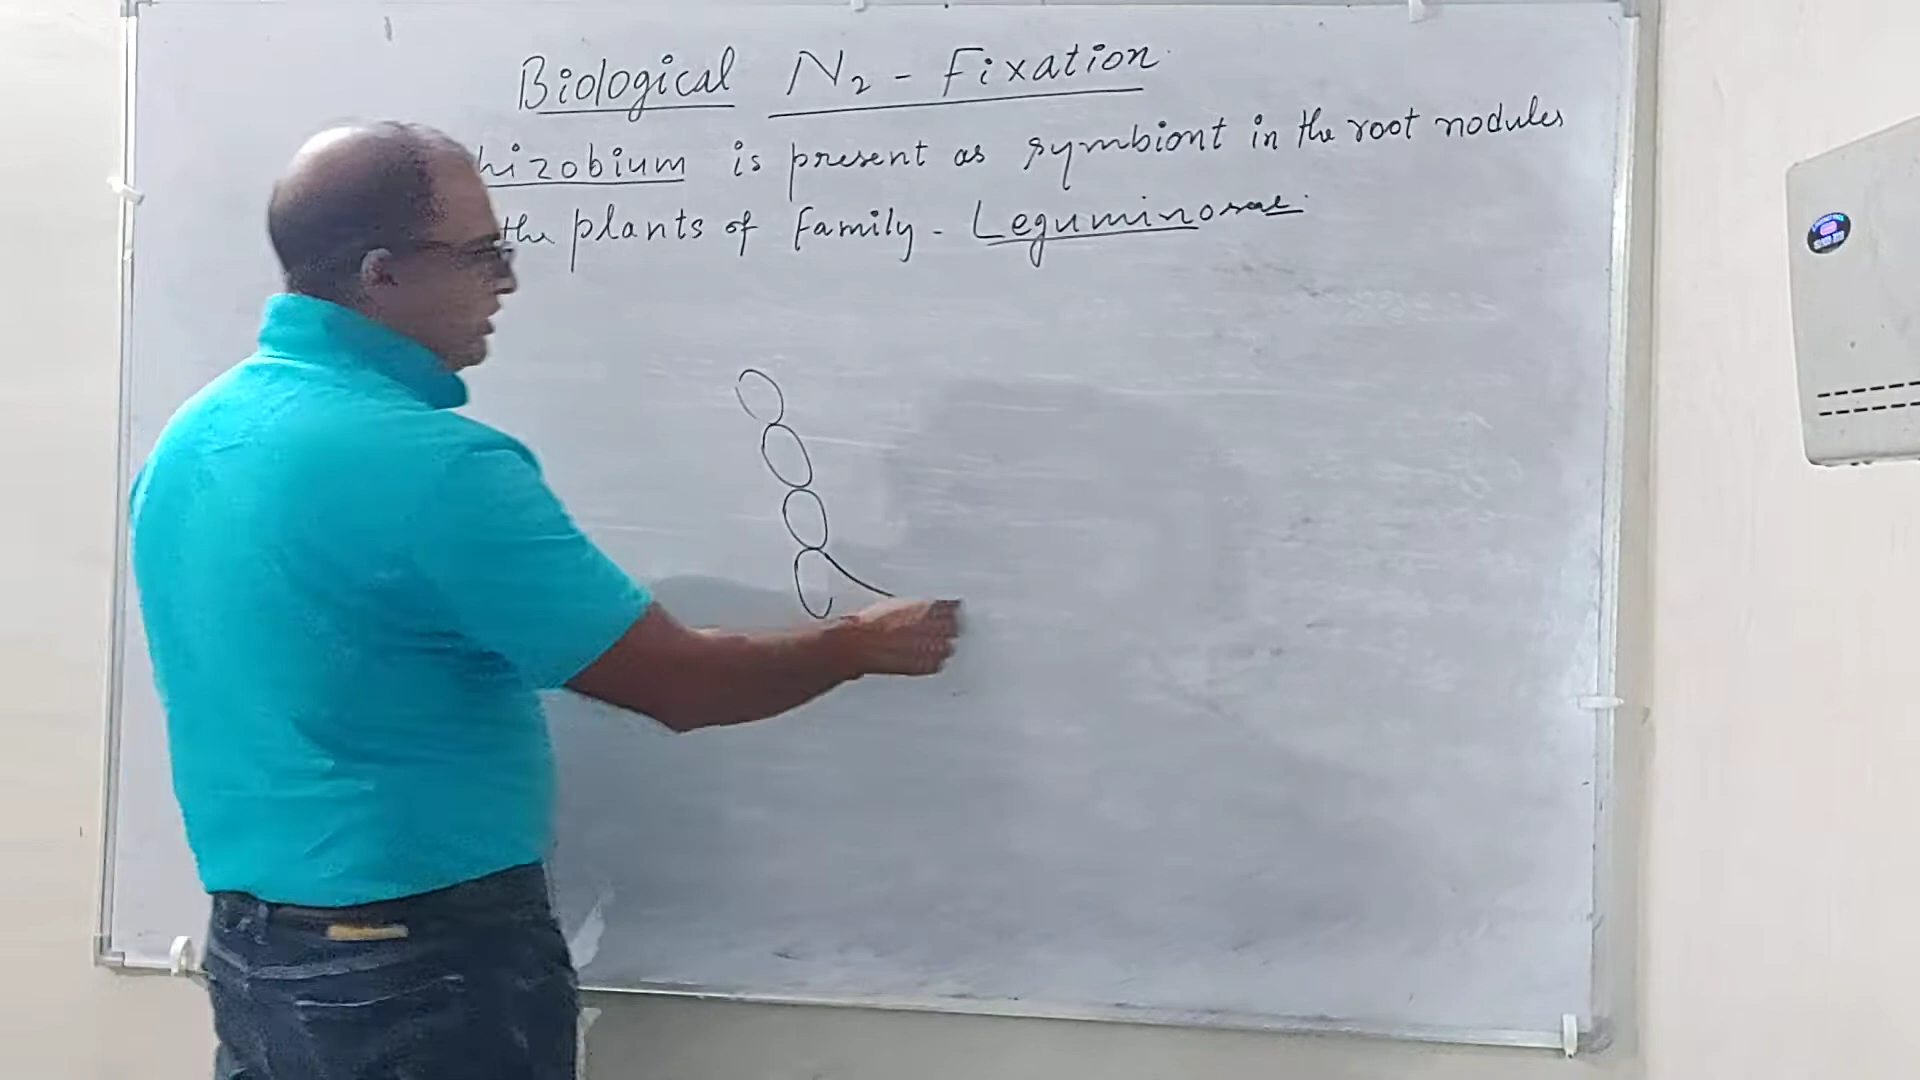 Biological N₂ - Fixation
hizobium is present as symbiont in the root nodules
the plants of Family - Leguminosae.